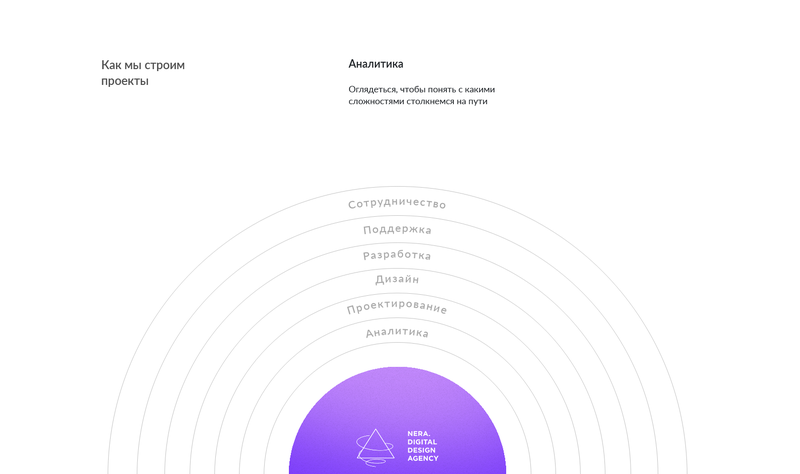 Как мы строим
проекты
Аналитика
Оглядеться, чтобы понять с какими
сложностями столкнемся на пути
Сотрудничество
Поддержка
Разработка
Дизайн
Проектирование
Аналитика
NERA.
DIGITAL
DESIGN
AGENCY